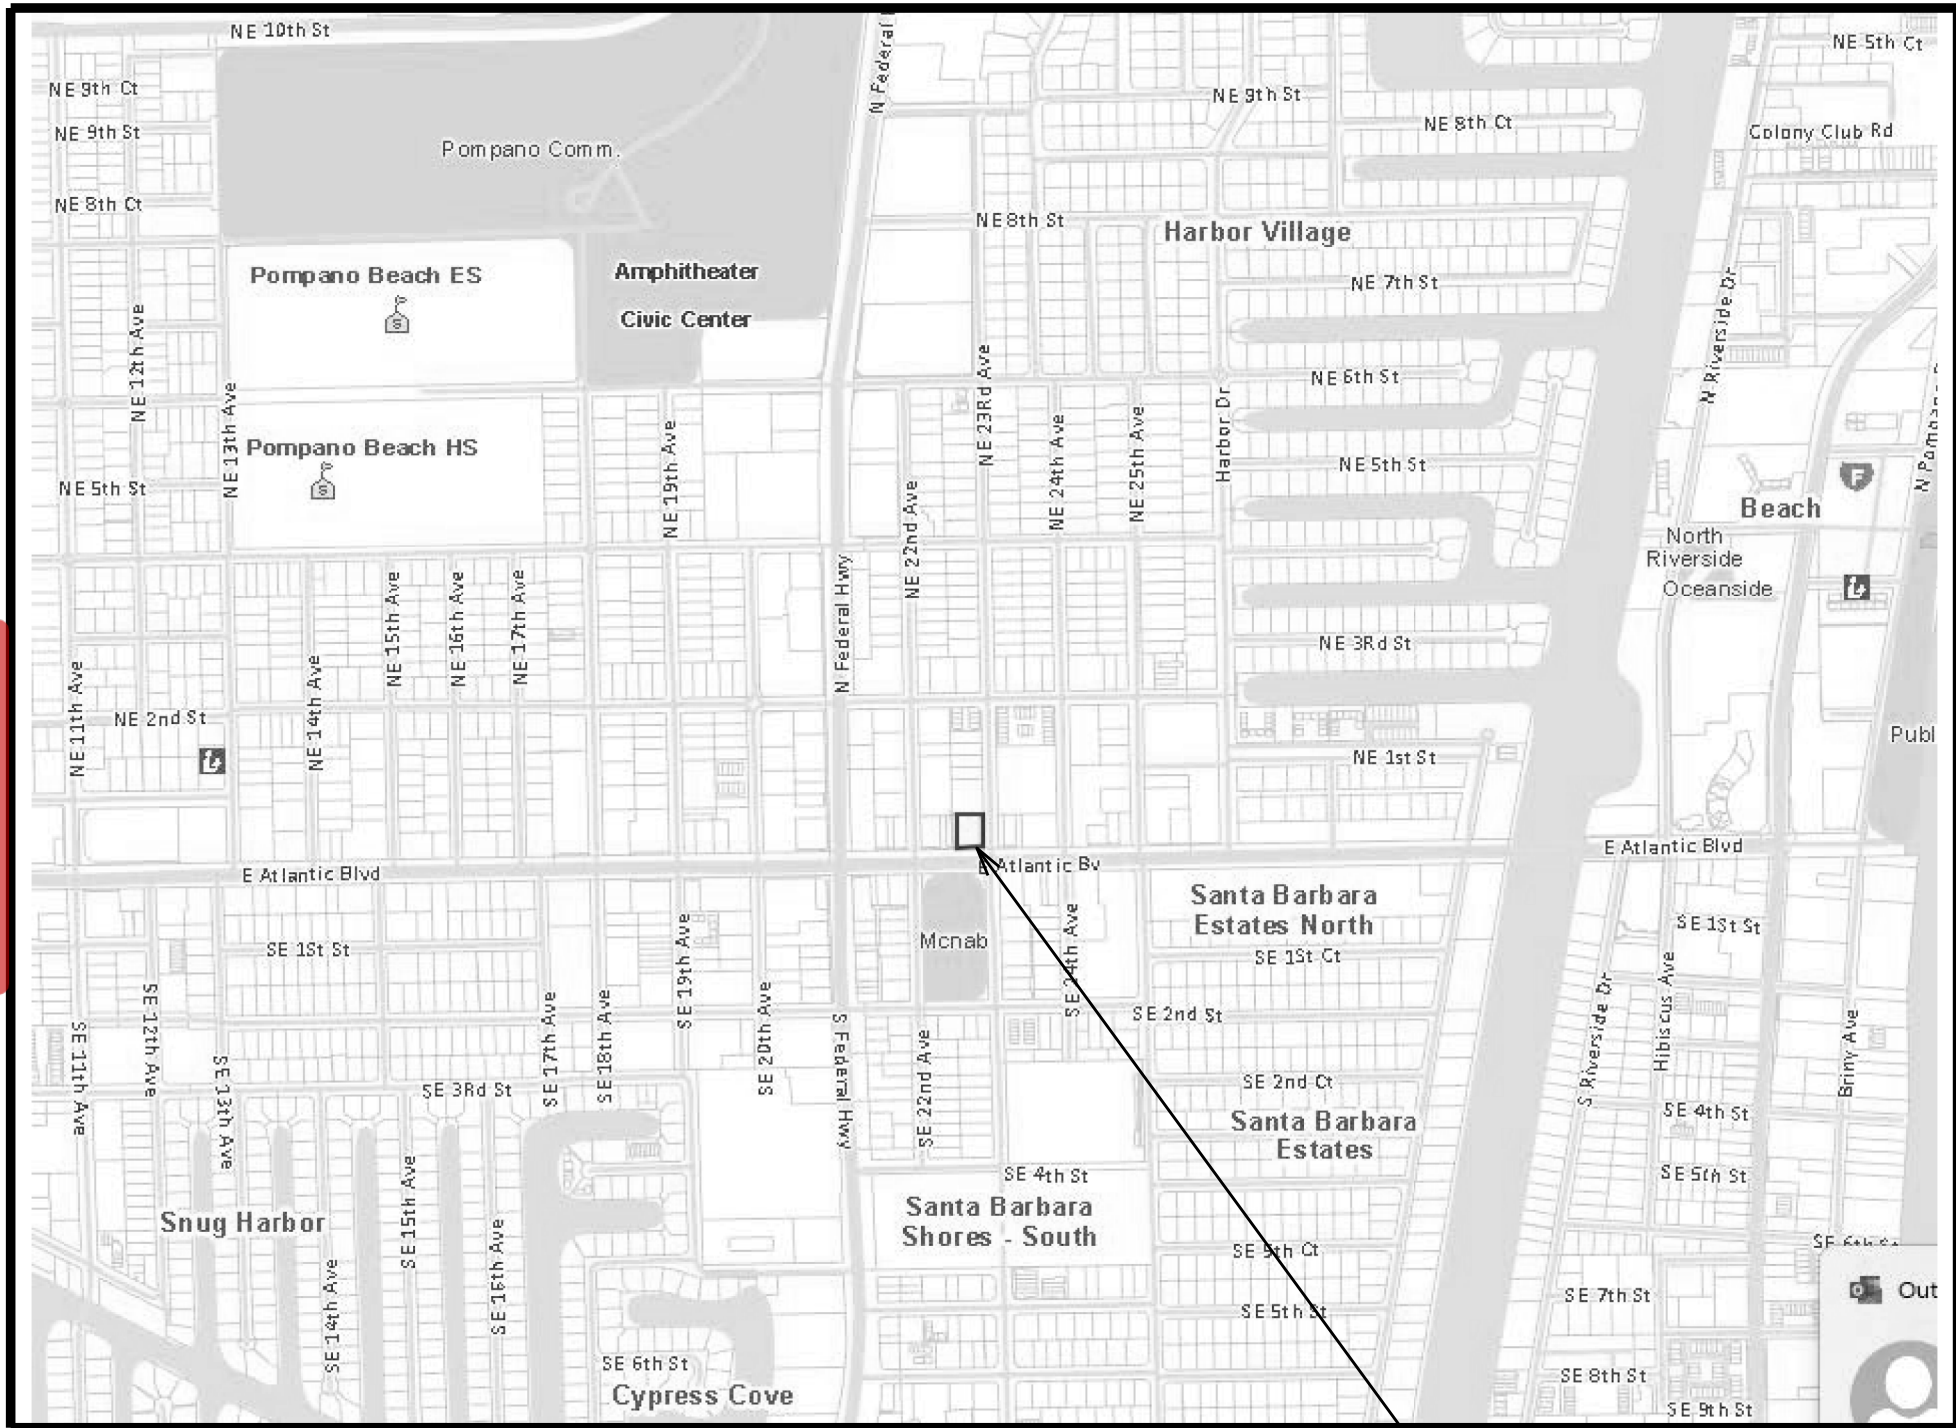 NE 10th St
N Federal
NE 5th Ct
NE 9th Ct
NE 9th St
NE 8th Ct
NE 9th St
Colony Club Rd
Pompano Comm.
NE 8th Ct
NE 8th St
Harbor Village
Pompano Beach ES
S
Amphitheater
Civic Center
NE 7th St
N Riverside Dr
NE 12th Ave
NE 13th Ave
NE 23Rd Ave
NE 6th St
Harbor Dr
Pompano Beach HS
S
NE 19th Ave
NE 24th Ave
NE 25th Ave
NE 5th St
NE 5th St
NE 22nd Ave
F
Beach
North
Riverside
Oceanside
NE 15th Ave
NE 16th Ave
NE 17th Ave
N Federal Hwy
NE 3Rd St
NE 11th Ave
NE 14th Ave
NE 2nd St
Publ
NE 1st St
E Atlantic Blvd
E Atlantic Bv
E Atlantic Blvd
Santa Barbara
Estates North
SE 1St St
Mcnab
SE 19th Ave
SE 24th Ave
SE 1St St
SE 1St Ct
SE 12th Ave
SE 11th Ave
SE 13th Ave
SE 17th Ave
SE 18th Ave
SE 20th Ave
S Federal Hwy
SE 22nd Ave
SE 2nd St
S Riverside Dr
Hibiscus Ave
Briny Ave
SE 3Rd St
SE 2nd Ct
Santa Barbara
Estates
SE 4th St
SE 4th St
SE 5th St
Snug Harbor
SE 14th Ave
SE 15th Ave
SE 16th Ave
Santa Barbara
Shores - South
SE 5th Ct
SE 6th St
SE 5th St
SE 7th St
Out
SE 6th St
Cypress Cove
SE 8th St
SE 9th St